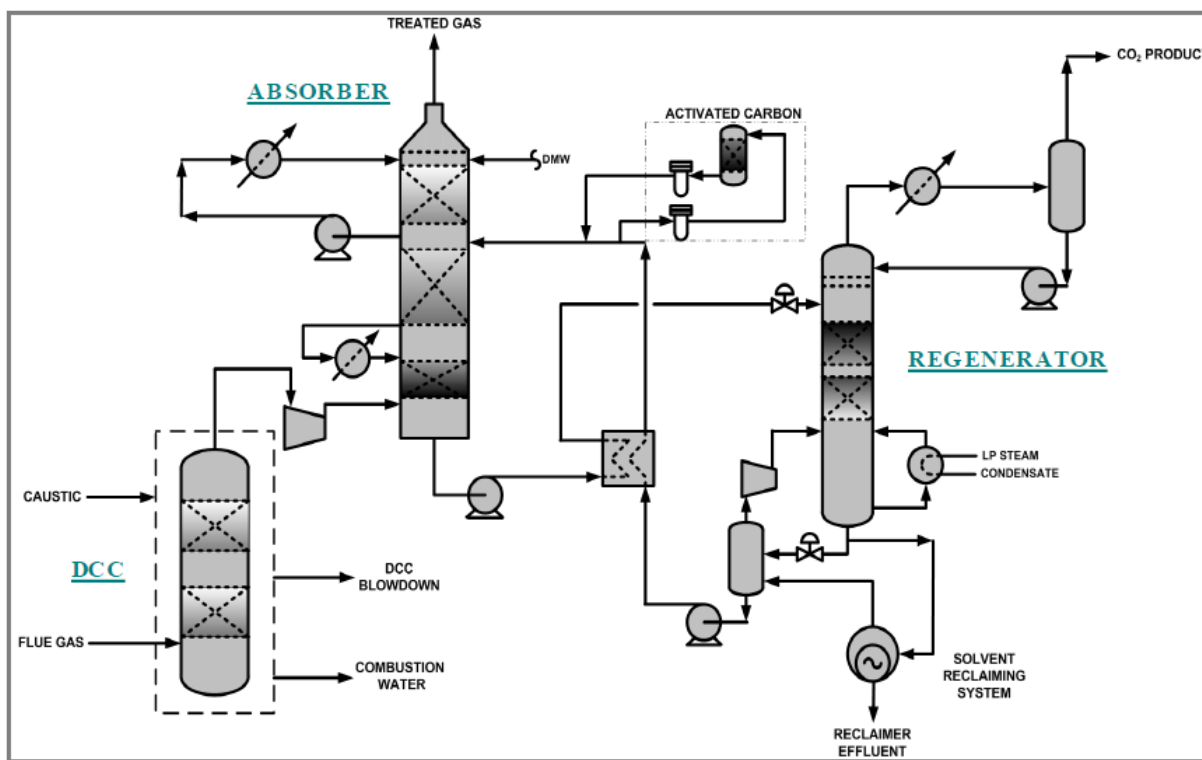 TREATED GAS
CO₂ PRODUC
ABSORBER
ACTIVATED CARBON
DMW
REGENERATOR
LP STEAM
CONDENSATE
CAUSTIC
DCC
DCC
BLOWDOWN
FLUE GAS
COMBUSTION
WATER
SOLVENT
RECLAIMING
SYSTEM
RECLAIMER
EFFLUENT